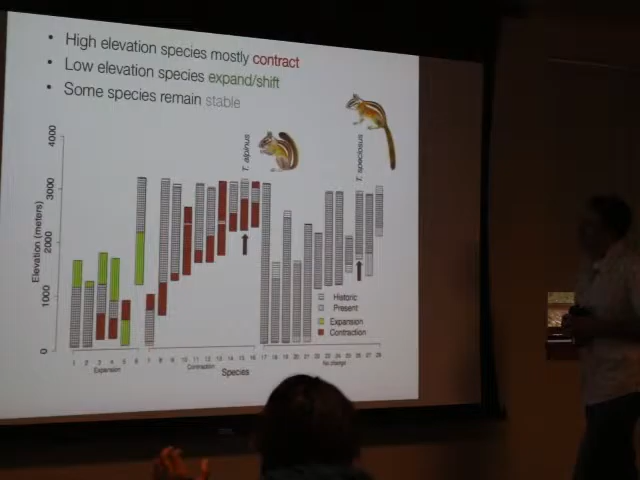 • High elevation species mostly contract
• Low elevation species expand/shift
• Some species remain stable
4000
3000
2000
1000
0
Elevation (meters)
T. alpinus
T. speciosus
Historic
Present
Expansion
Contraction
1 2 3 4 5 6 7 8 9 10 11 12 13 14 15 16 17 18 19 20 21 22 23 24 25 26 27 28
Expansion Contraction No change
Species